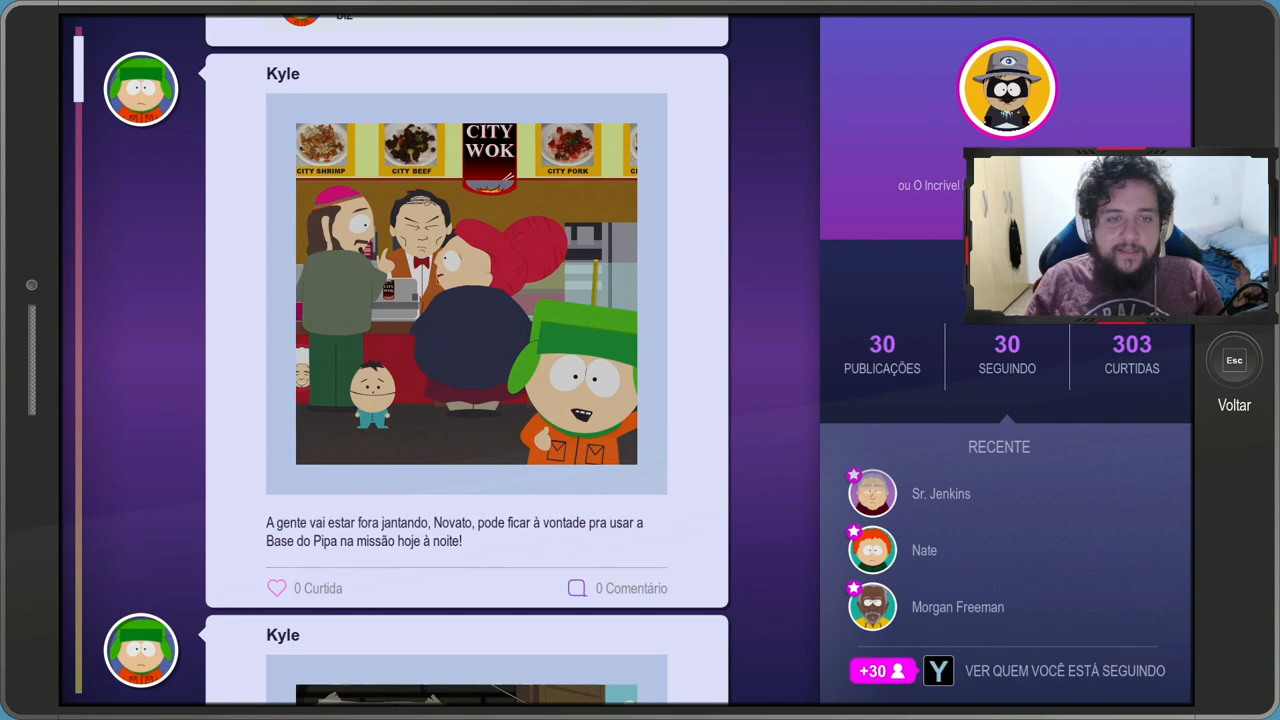 Kyle
CITY WOK
CITY SHRIMP
CITY BEEF
CITY PORK
CITY WOK
A gente vai estar fora jantando, Novato, pode ficar à vontade pra usar a
Base do Pipa na missão hoje à noite!
0 Curtida
0 Comentário
Kyle
ou O Incrível
30
PUBLICAÇÕES
30
SEGUINDO
303
CURTIDAS
RECENTE
Sr. Jenkins
Nate
Morgan Freeman
+30
Y
VER QUEM VOCÊ ESTÁ SEGUINDO
Esc
Voltar